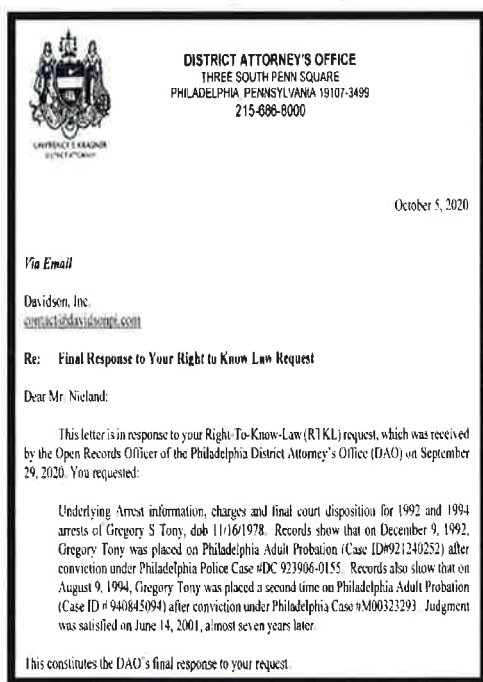 DISTRICT ATTORNEY'S OFFICE
THREE SOUTH PENN SQUARE
PHILADELPHIA, PENNSYLVANIA 19107-3499
215-686-8000
LAWRENCE S. KRASNER
DISTRICT ATTORNEY
October 5, 2020
Via Email
Davidson, Inc.
contact@davidsonpi.com
Re: Final Response to Your Right to Know Law Request
Dear Mr. Nieland:
This letter is in response to your Right-To-Know-Law (RTKL) request, which was received
by the Open Records Officer of the Philadelphia District Attorney's Office (DAO) on September
29, 2020. You requested:
Underlying Arrest information, charges and final court disposition for 1992 and 1994
arrests of Gregory S Tony, dob 11/16/1978. Records show that on December 9, 1992,
Gregory Tony was placed on Philadelphia Adult Probation (Case ID#921240252) after
conviction under Philadelphia Police Case #DC 923906-0155. Records also show that on
August 9, 1994, Gregory Tony was placed a second time on Philadelphia Adult Probation
(Case ID # 940845094) after conviction under Philadelphia Case #M00323293. Judgment
was satisfied on June 14, 2001, almost seven years later.
This constitutes the DAO's final response to your request.